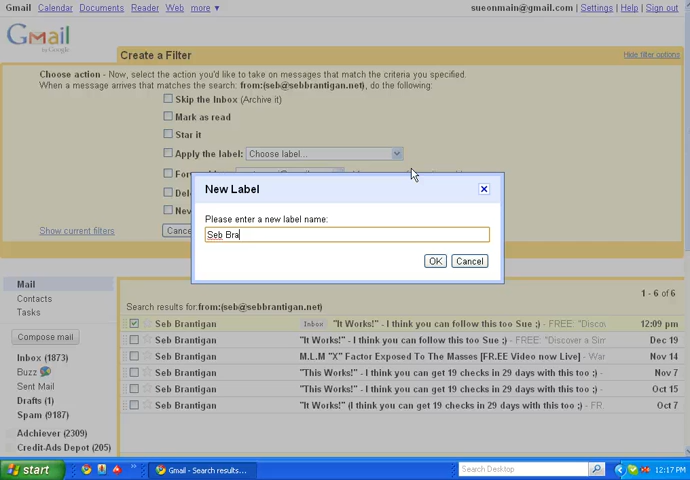 Gmail Calendar Documents Reader Web more ▼ sueonmain@gmail.com | Settings | Help | Sign out
Gmail
by Google
Create a Filter Hide filter options
Choose action - Now, select the action you'd like to take on messages that match the criteria you specified.
When a message arrives that matches the search: from:(seb@sebbrantigan.net), do the following:
Skip the Inbox (Archive it)
Mark as read
Star it
Apply the label: Choose label...
New Label
Please enter a new label name:
Seb Bra
OK Cancel
Show current filters
Mail
Contacts
Tasks
Compose mail
Inbox (1873)
Buzz
Sent Mail
Drafts (1)
Spam (9187)
Adchiever (2309)
Credit-Ads Depot (205)
1 - 6 of 6
Search results for:from:(seb@sebbrantigan.net)
Seb Brantigan Inbox "It Works!" - I think you can follow this too Sue ;) - FREE: "Discov 12:09 pm
Seb Brantigan "It Works!" - I think you can follow this too Sue ;) - FREE: "Discover a Sim Dec 19
Seb Brantigan M.L.M "X" Factor Exposed To The Masses [FR.EE Video now Live] - War Nov 14
Seb Brantigan "This Works!" - I think you can get 19 checks in 29 days with this too ;) Nov 7
Seb Brantigan "This Works!" - I think you can get 19 checks in 29 days with this too ;) Oct 15
Seb Brantigan "It Works!" (I think you can get 19 checks in 29 days with this too ;) - FR. Oct 7
start Gmail - Search results... Search Desktop 12:17 PM